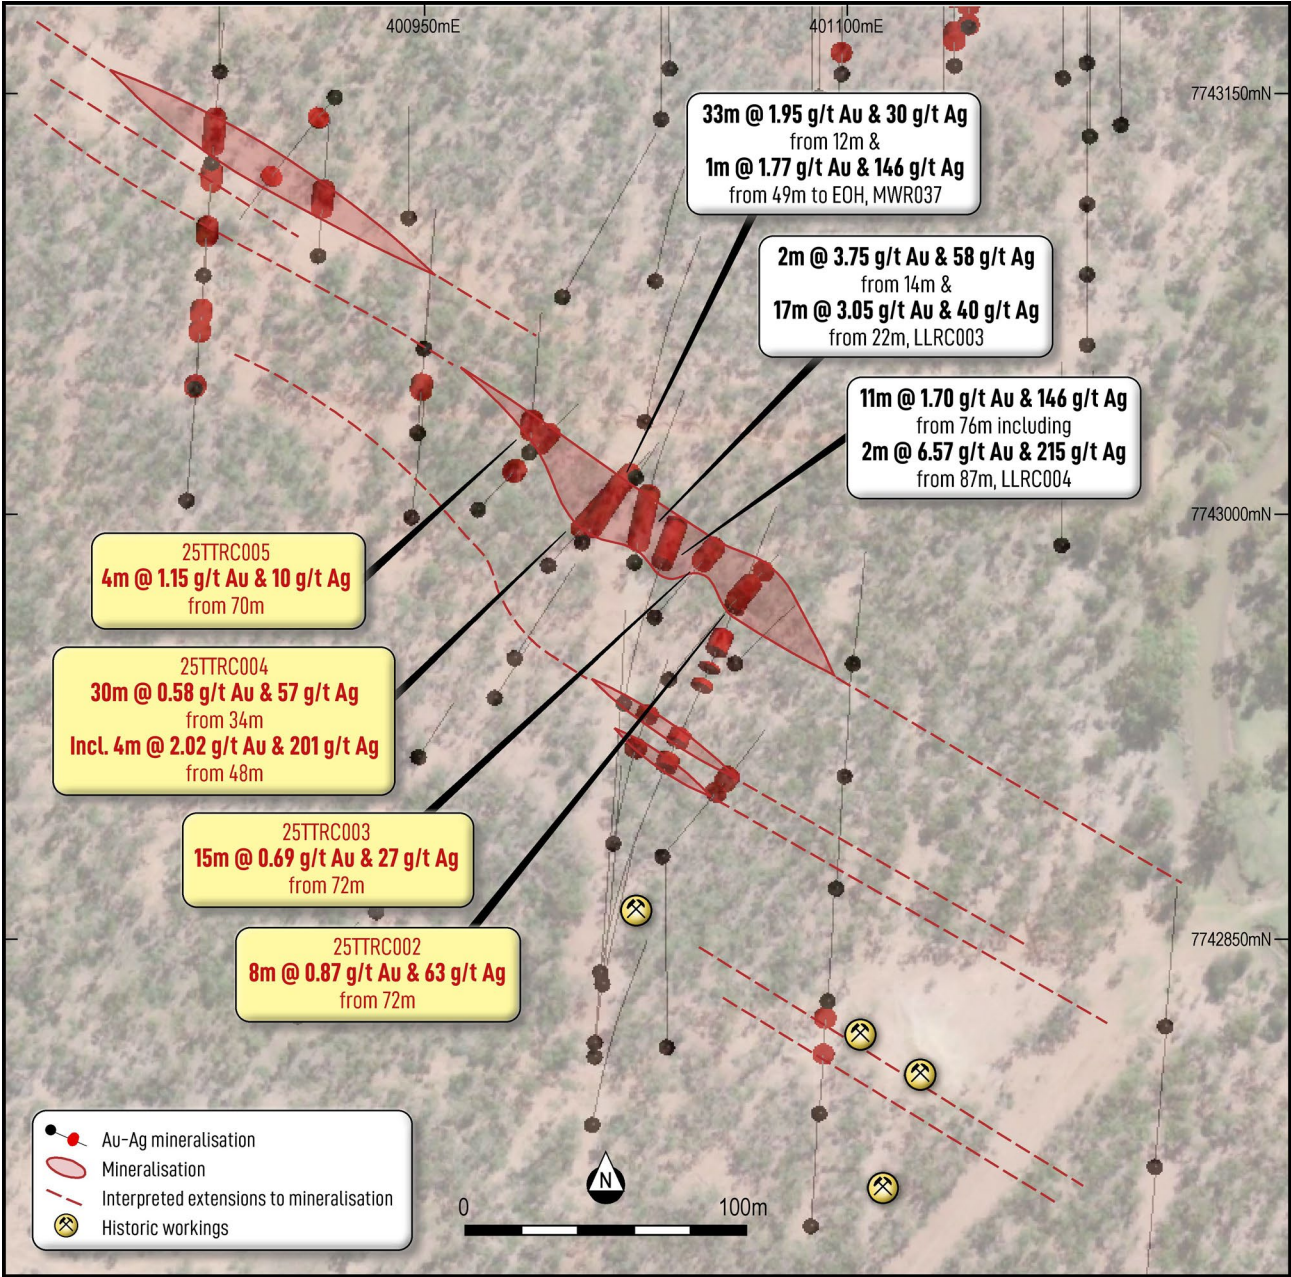 400950mE
401100mE
7743150mN
33m @ 1.95 g/t Au & 30 g/t Ag
from 12m &
1m @ 1.77 g/t Au & 146 g/t Ag
from 49m to EOH, MWR037
2m @ 3.75 g/t Au & 58 g/t Ag
from 14m &
17m @ 3.05 g/t Au & 40 g/t Ag
from 22m, LLRC003
11m @ 1.70 g/t Au & 146 g/t Ag
from 76m including
2m @ 6.57 g/t Au & 215 g/t Ag
from 87m, LLRC004
7743000mN
25TTRC005
4m @ 1.15 g/t Au & 10 g/t Ag
from 70m
25TTRC004
30m @ 0.58 g/t Au & 57 g/t Ag
from 34m
Incl. 4m @ 2.02 g/t Au & 201 g/t Ag
from 48m
25TTRC003
15m @ 0.69 g/t Au & 27 g/t Ag
from 72m
25TTRC002
8m @ 0.87 g/t Au & 63 g/t Ag
from 72m
7742850mN
Au-Ag mineralisation
Mineralisation
Interpreted extensions to mineralisation
Historic workings
N
0 100m